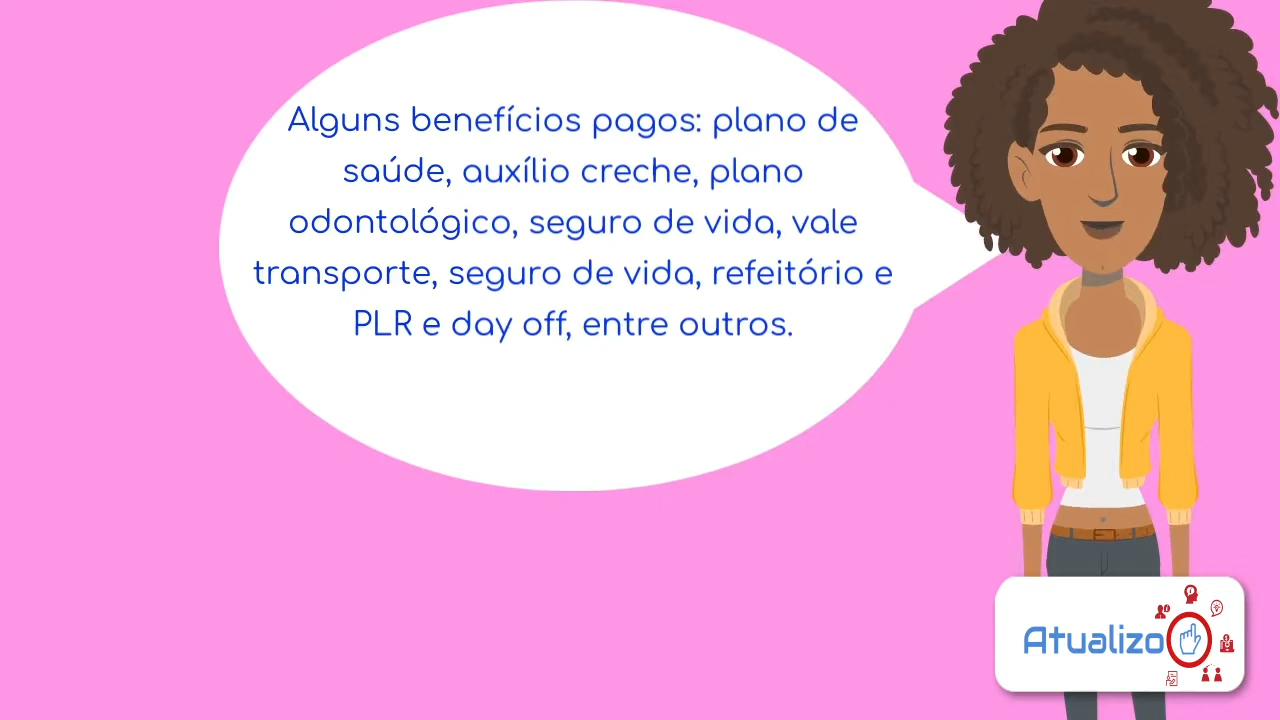 Alguns benefícios pagos: plano de
saúde, auxílio creche, plano
odontológico, seguro de vida, vale
transporte, seguro de vida, refeitório e
PLR e day off, entre outros.
Atualizo